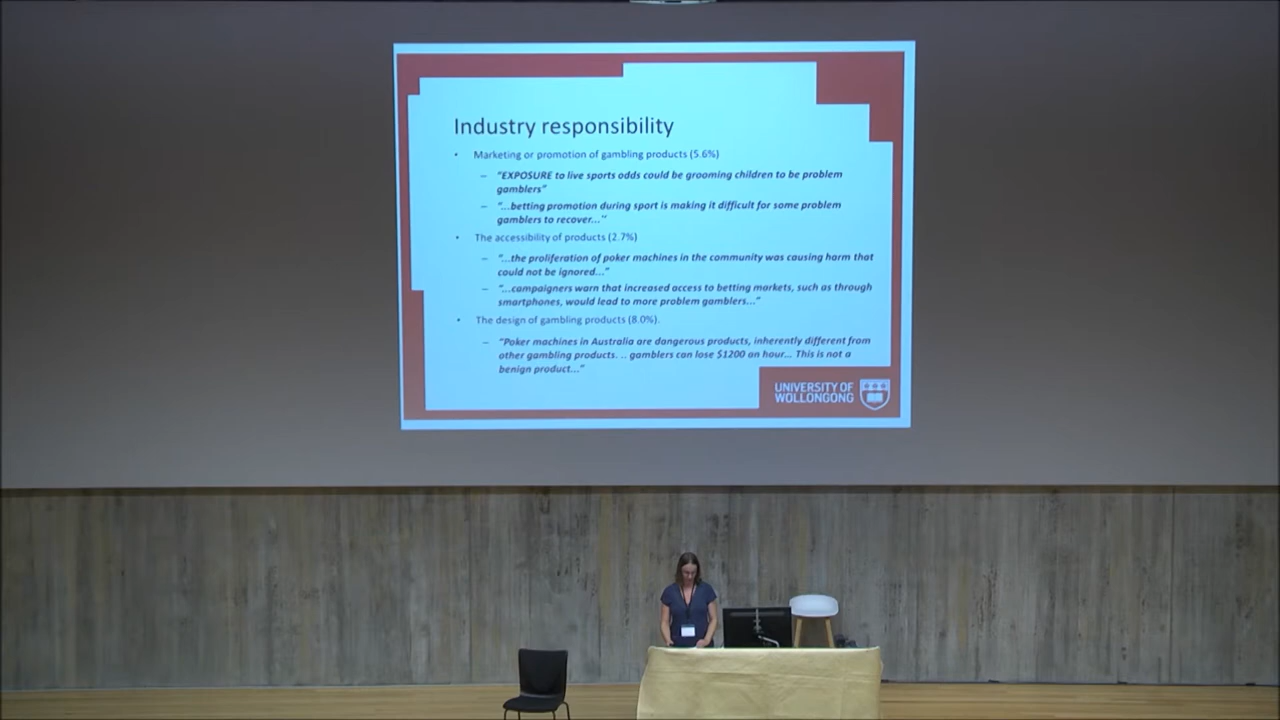 Industry responsibility
• Marketing or promotion of gambling products (5.6%)
– "EXPOSURE to live sports odds could be grooming children to be problem
gamblers"
– "...betting promotion during sport is making it difficult for some problem
gamblers to recover..."
• The accessibility of products (2.7%)
– "...the proliferation of poker machines in the community was causing harm that
could not be ignored..."
– "...campaigners warn that increased access to betting markets, such as through
smartphones, would lead to more problem gamblers..."
• The design of gambling products (8.0%).
– "Poker machines in Australia are dangerous products, inherently different from
other gambling products. .. gamblers can lose $1200 an hour... This is not a
benign product..."
UNIVERSITY OF
WOLLONGONG